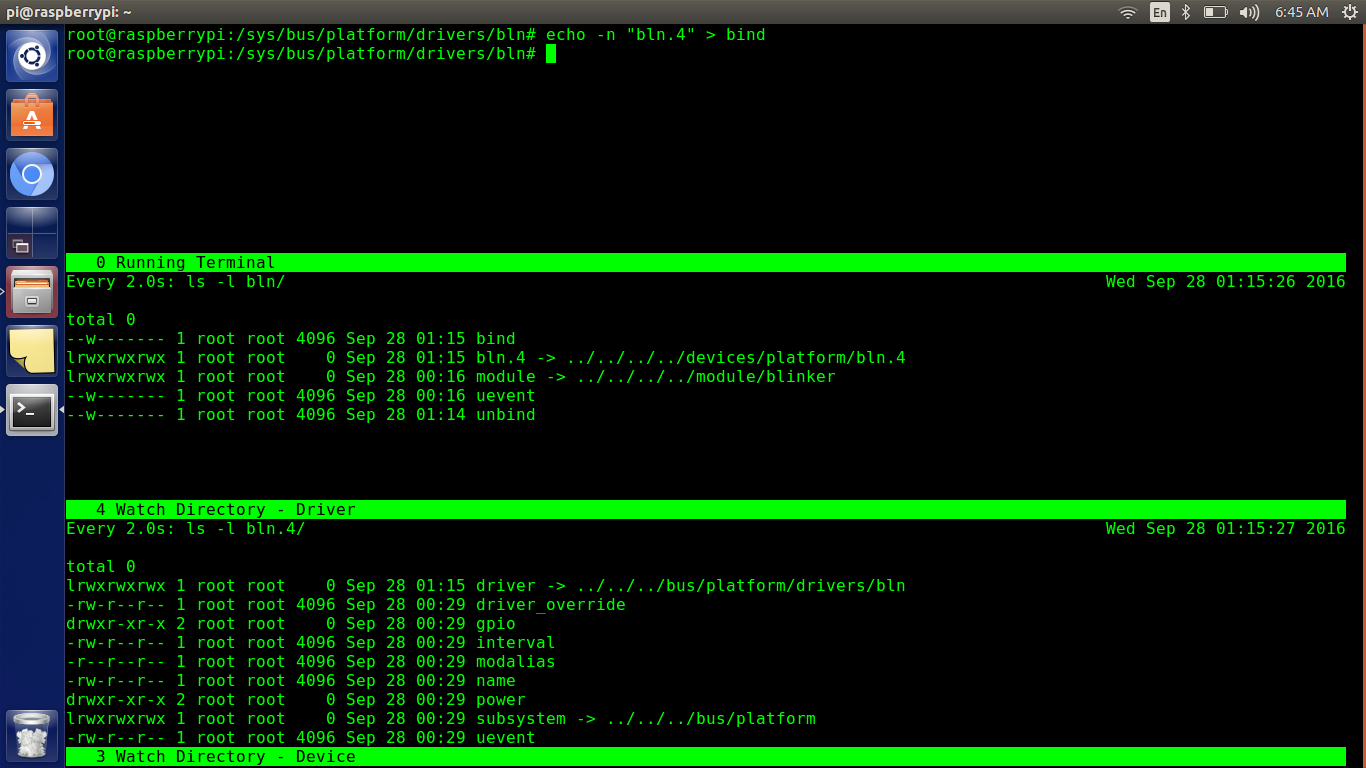 pi@raspberrypi: ~
En
6:45 AM
root@raspberrypi:/sys/bus/platform/drivers/bln# echo -n "bln.4" > bind
root@raspberrypi:/sys/bus/platform/drivers/bln#
0 Running Terminal
Every 2.0s: ls -l bln/ Wed Sep 28 01:15:26 2016
total 0
--w------- 1 root root 4096 Sep 28 01:15 bind
lrwxrwxrwx 1 root root    0 Sep 28 01:15 bln.4 -> ../../../../devices/platform/bln.4
lrwxrwxrwx 1 root root    0 Sep 28 00:16 module -> ../../../../module/blinker
--w------- 1 root root 4096 Sep 28 00:16 uevent
--w------- 1 root root 4096 Sep 28 01:14 unbind
4 Watch Directory - Driver
Every 2.0s: ls -l bln.4/ Wed Sep 28 01:15:27 2016
total 0
lrwxrwxrwx 1 root root    0 Sep 28 01:15 driver -> ../../../bus/platform/drivers/bln
-rw-r--r-- 1 root root 4096 Sep 28 00:29 driver_override
drwxr-xr-x 2 root root    0 Sep 28 00:29 gpio
-rw-r--r-- 1 root root 4096 Sep 28 00:29 interval
-r--r--r-- 1 root root 4096 Sep 28 00:29 modalias
-rw-r--r-- 1 root root 4096 Sep 28 00:29 name
drwxr-xr-x 2 root root    0 Sep 28 00:29 power
lrwxrwxrwx 1 root root    0 Sep 28 00:29 subsystem -> ../../../bus/platform
-rw-r--r-- 1 root root 4096 Sep 28 00:29 uevent
3 Watch Directory - Device